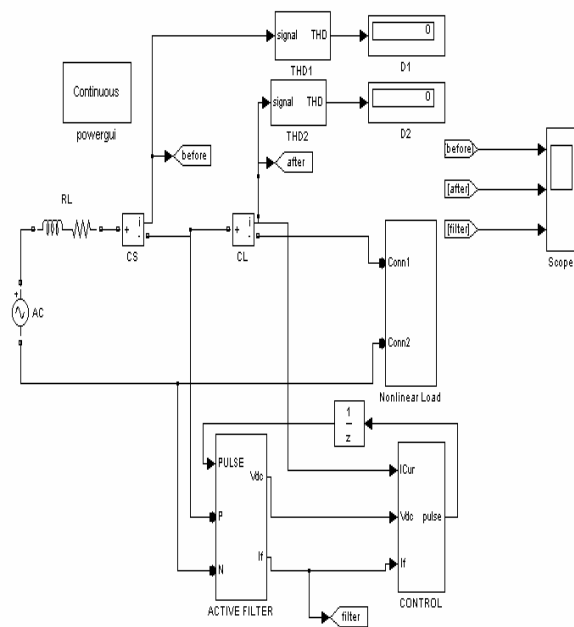 signal THD
0
THD1
D1
Continuous
powergui
signal THD
0
THD2
D2
before
after
[before]
[after]
[filter]
Scope
RL
+ i
-
CS
+ i
-
CL
+
AC
Conn1
Conn2
Nonlinear Load
1
z
PULSE
Vdc
P
If
N
ACTIVE FILTER
ICur
Vdc pulse
If
CONTROL
filter